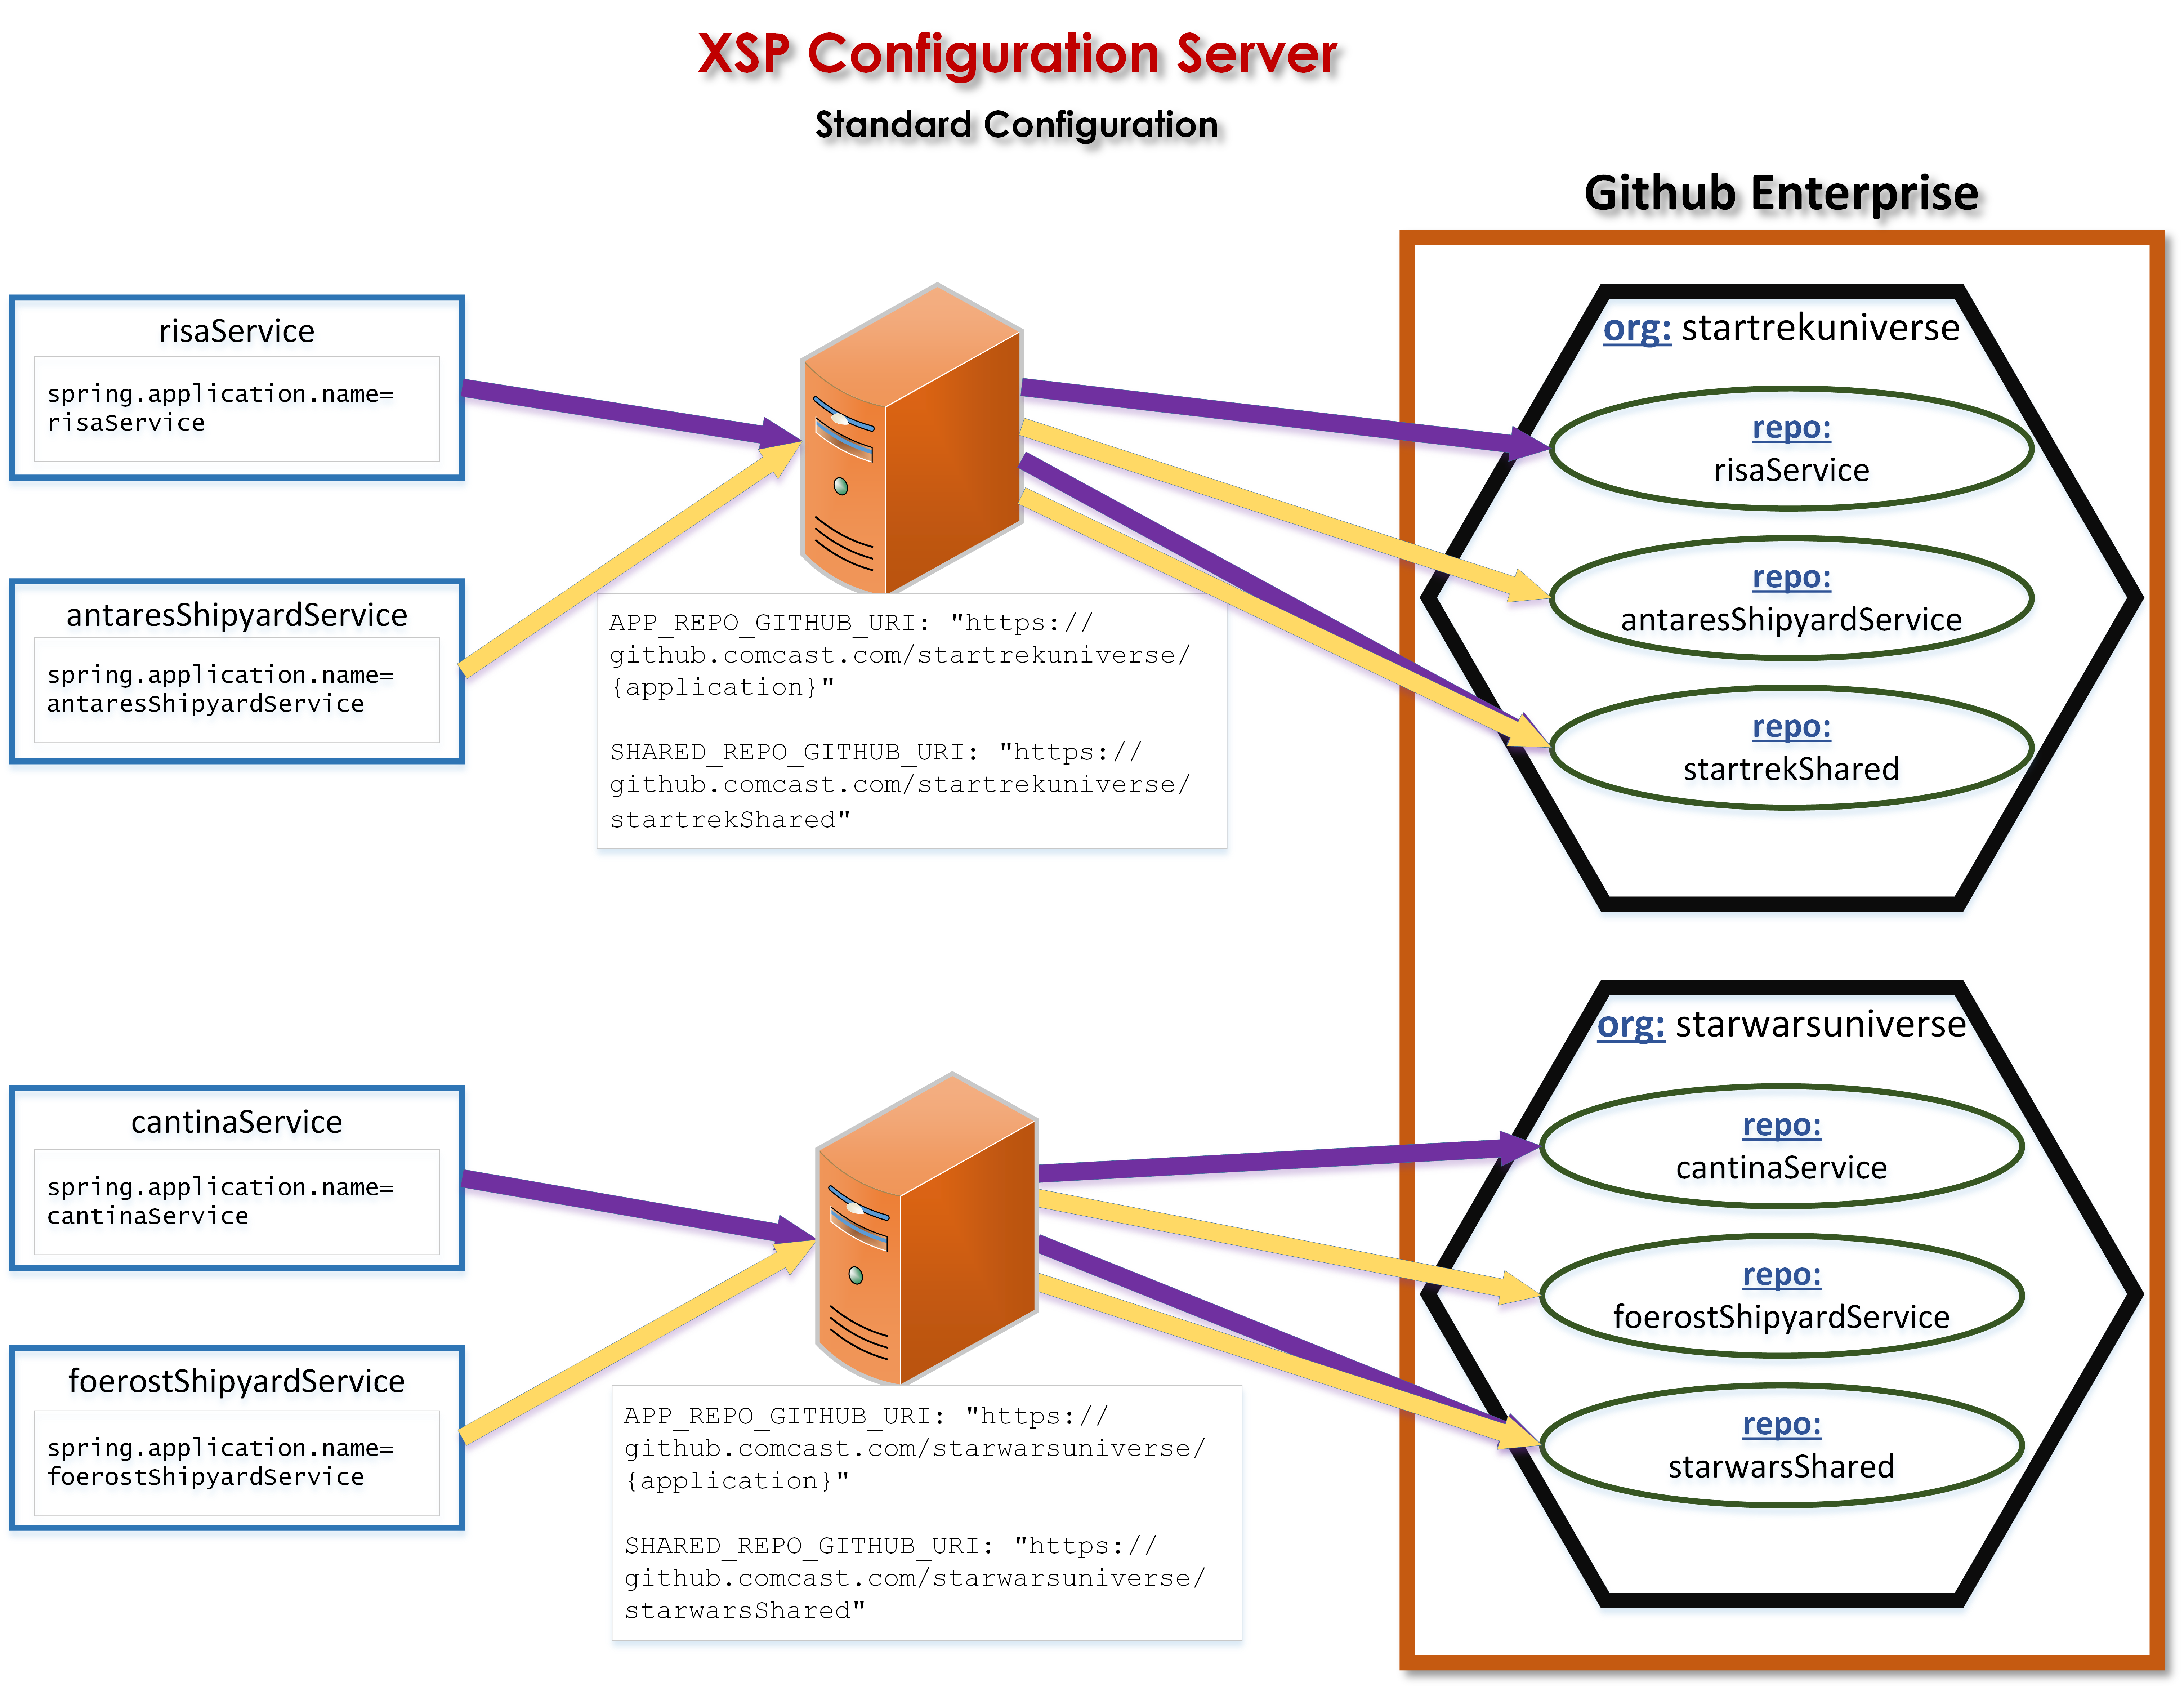 XSP Configuration Server
Standard Configuration
Github Enterprise
risaService
spring.application.name=
risaService
antaresShipyardService
spring.application.name=
antaresShipyardService
APP_REPO_GITHUB_URI: "https://
github.comcast.com/startrekuniverse/
{application}"
SHARED_REPO_GITHUB_URI: "https://
github.comcast.com/startrekuniverse/
startrekShared"
org: startrekuniverse
repo:
risaService
repo:
antaresShipyardService
repo:
startrekShared
cantinaService
spring.application.name=
cantinaService
foerostShipyardService
spring.application.name=
foerostShipyardService
APP_REPO_GITHUB_URI: "https://
github.comcast.com/starwarsuniverse/
{application}"
SHARED_REPO_GITHUB_URI: "https://
github.comcast.com/starwarsuniverse/
starwarsShared"
org: starwarsuniverse
repo:
cantinaService
repo:
foerostShipyardService
repo:
starwarsShared